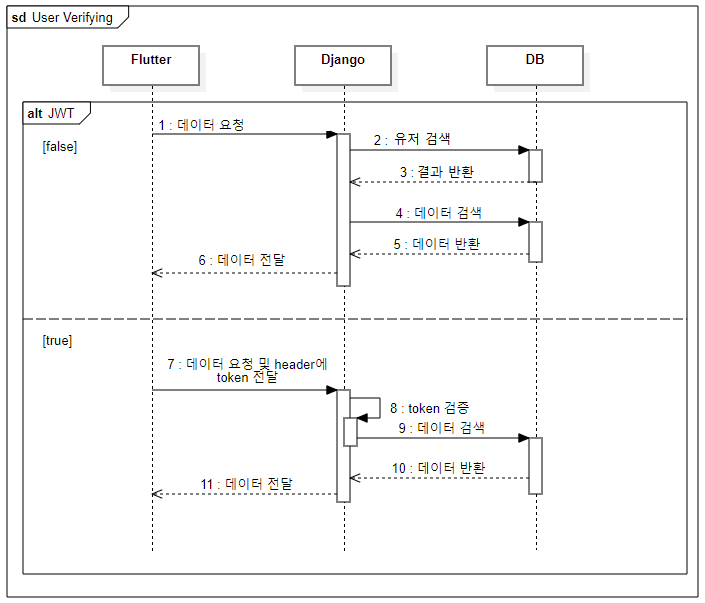 sd User Verifying
Flutter
Django
DB
alt JWT
1 : 데이터 요청
[false]
2 : 유저 검색
3 : 결과 반환
4 : 데이터 검색
5 : 데이터 반환
6 : 데이터 전달
[true]
7 : 데이터 요청 및 header에
token 전달
8 : token 검증
9 : 데이터 검색
10 : 데이터 반환
11 : 데이터 전달